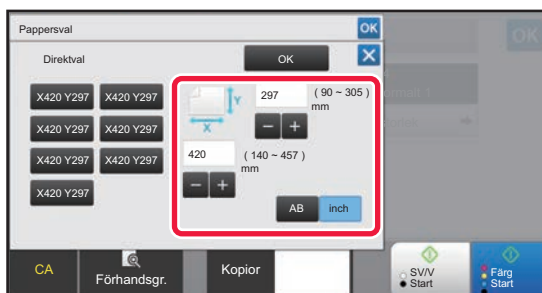 Pappersval
OK
OK
Direktval
OK
X420 Y297
X420 Y297
Y
297
( 90 ~ 305 )
mm
X420 Y297
X420 Y297
X
X420 Y297
X420 Y297
420
( 140 ~ 457 )
mm
X420 Y297
AB
inch
CA
Förhandsgr.
Kopior
SV/V
Start
Färg
Start